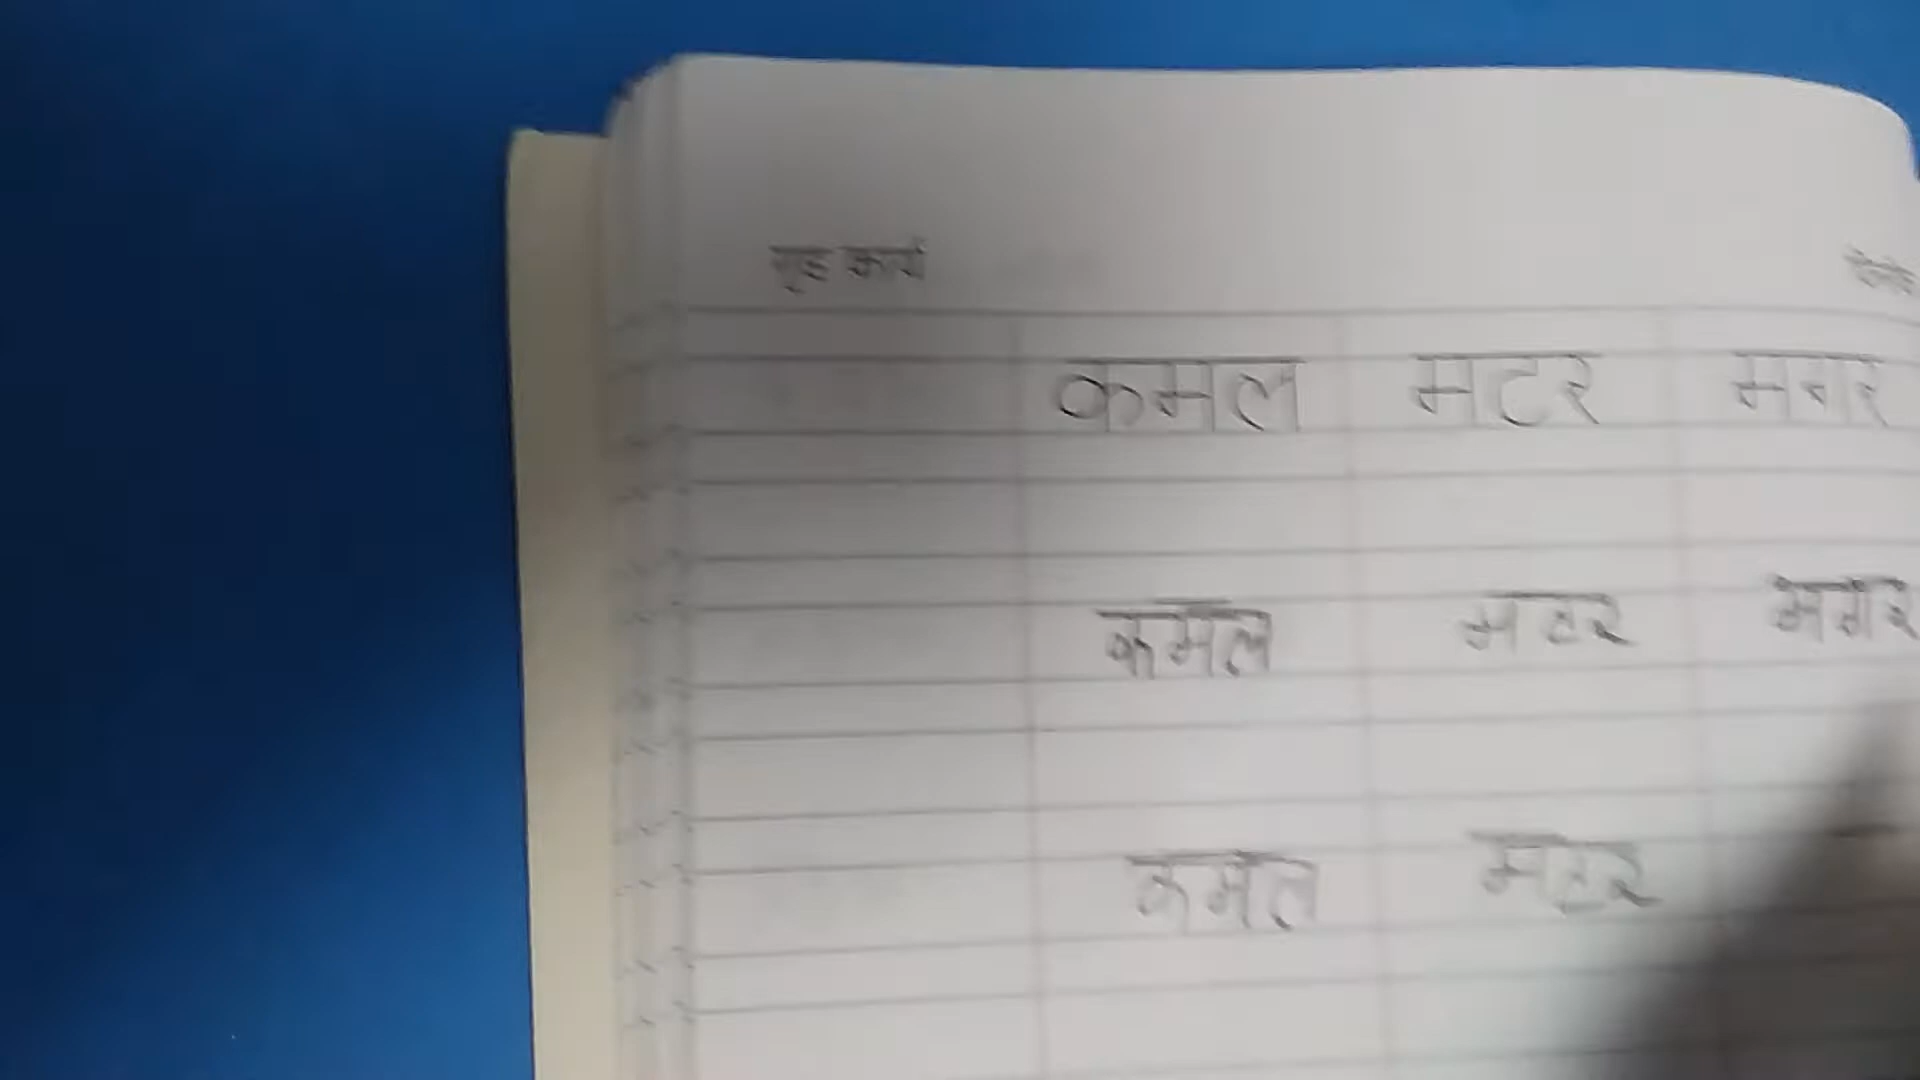 गृह कार्य
कमल मटर मगर
कमल मटर मगर
कमल मटर